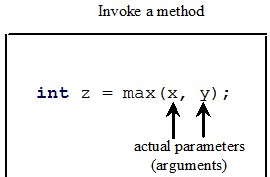 Invoke a method
int z = max(x, y);
actual parameters
(arguments)